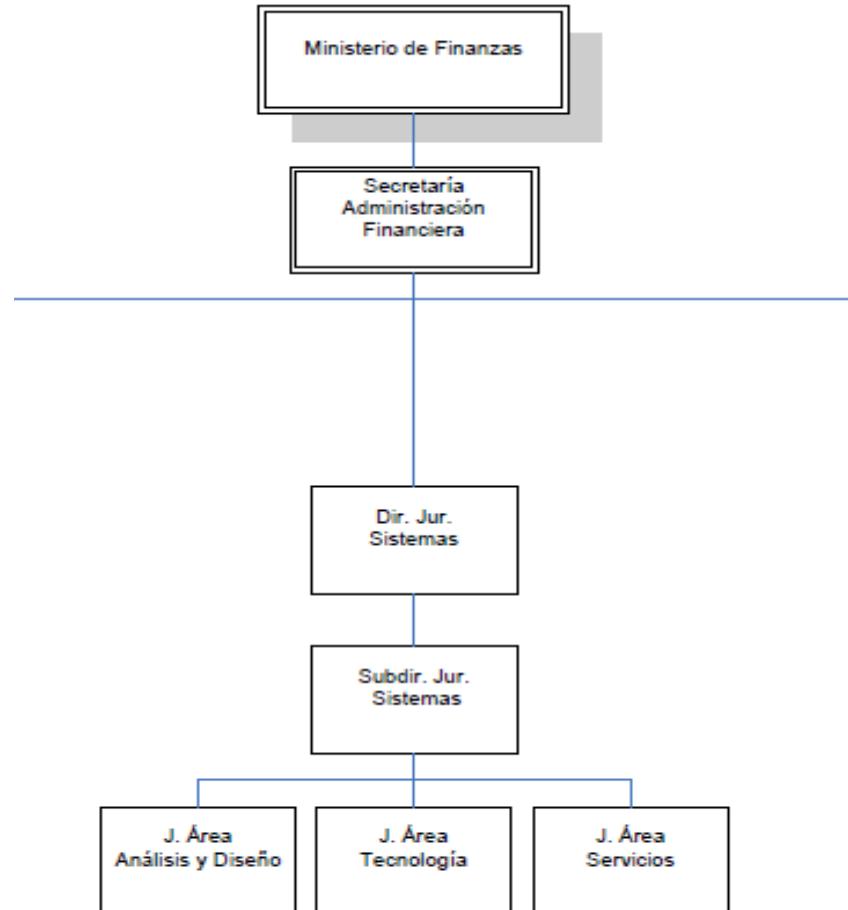 Ministerio de Finanzas
Secretaría
Administración
Financiera
Dir. Jur.
Sistemas
Subdir. Jur.
Sistemas
J. Área
Análisis y Diseño
J. Área
Tecnología
J. Área
Servicios